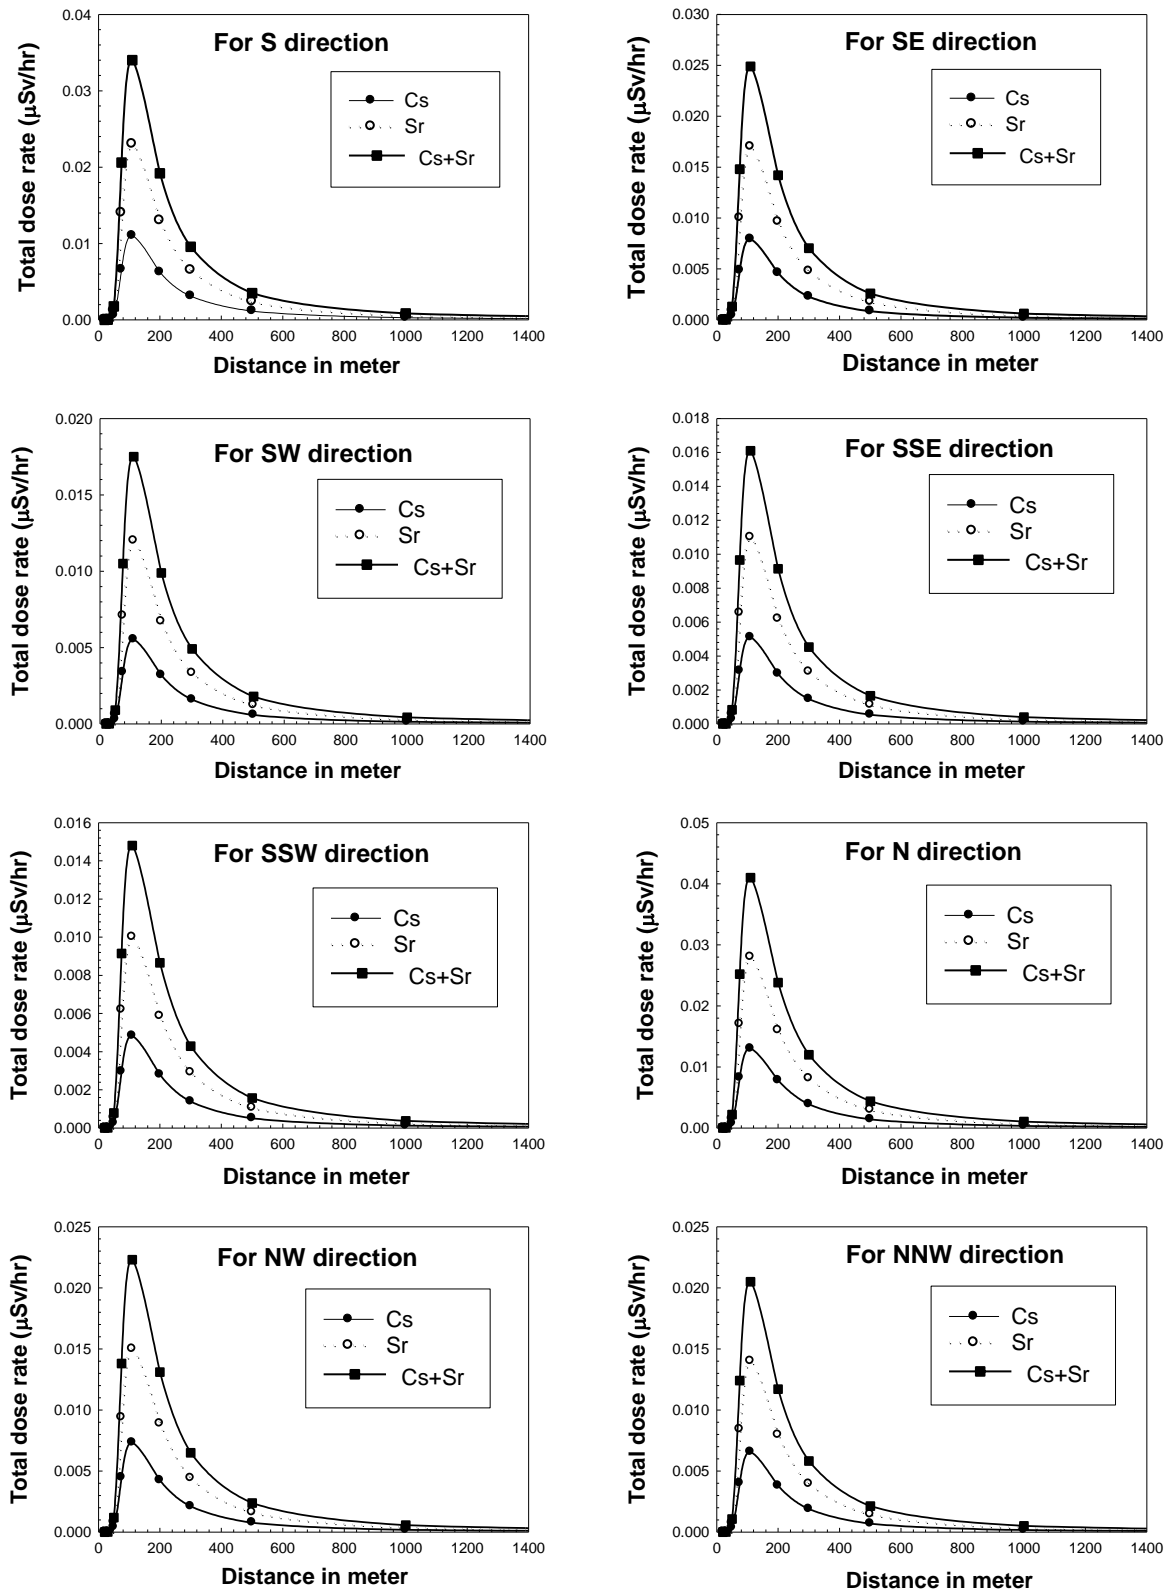 For S direction
Total dose rate (μSv/hr)
0.04
0.03
0.02
0.01
0.00
Cs
Sr
Cs+Sr
0 200 400 600 800 1000 1200 1400
Distance in meter
For SE direction
Total dose rate (μSv/hr)
0.030
0.025
0.020
0.015
0.010
0.005
0.000
Cs
Sr
Cs+Sr
0 200 400 600 800 1000 1200 1400
Distance in meter
For SW direction
Total dose rate (μSv/hr)
0.020
0.015
0.010
0.005
0.000
Cs
Sr
Cs+Sr
0 200 400 600 800 1000 1200 1400
Distance in meter
For SSE direction
Total dose rate (μSv/hr)
0.018
0.016
0.014
0.012
0.010
0.008
0.006
0.004
0.002
0.000
Cs
Sr
Cs+Sr
0 200 400 600 800 1000 1200 1400
Distance in meter
For SSW direction
Total dose rate (μSv/hr)
0.016
0.014
0.012
0.010
0.008
0.006
0.004
0.002
0.000
Cs
Sr
Cs+Sr
0 200 400 600 800 1000 1200 1400
Distance in meter
For N direction
Total dose rate (μSv/hr)
0.05
0.04
0.03
0.02
0.01
0.00
Cs
Sr
Cs+Sr
0 200 400 600 800 1000 1200 1400
Distance in meter
For NW direction
Total dose rate (μSv/hr)
0.025
0.020
0.015
0.010
0.005
0.000
Cs
Sr
Cs+Sr
0 200 400 600 800 1000 1200 1400
Distance in meter
For NNW direction
Total dose rate (μSv/hr)
0.025
0.020
0.015
0.010
0.005
0.000
Cs
Sr
Cs+Sr
0 200 400 600 800 1000 1200 1400
Distance in meter